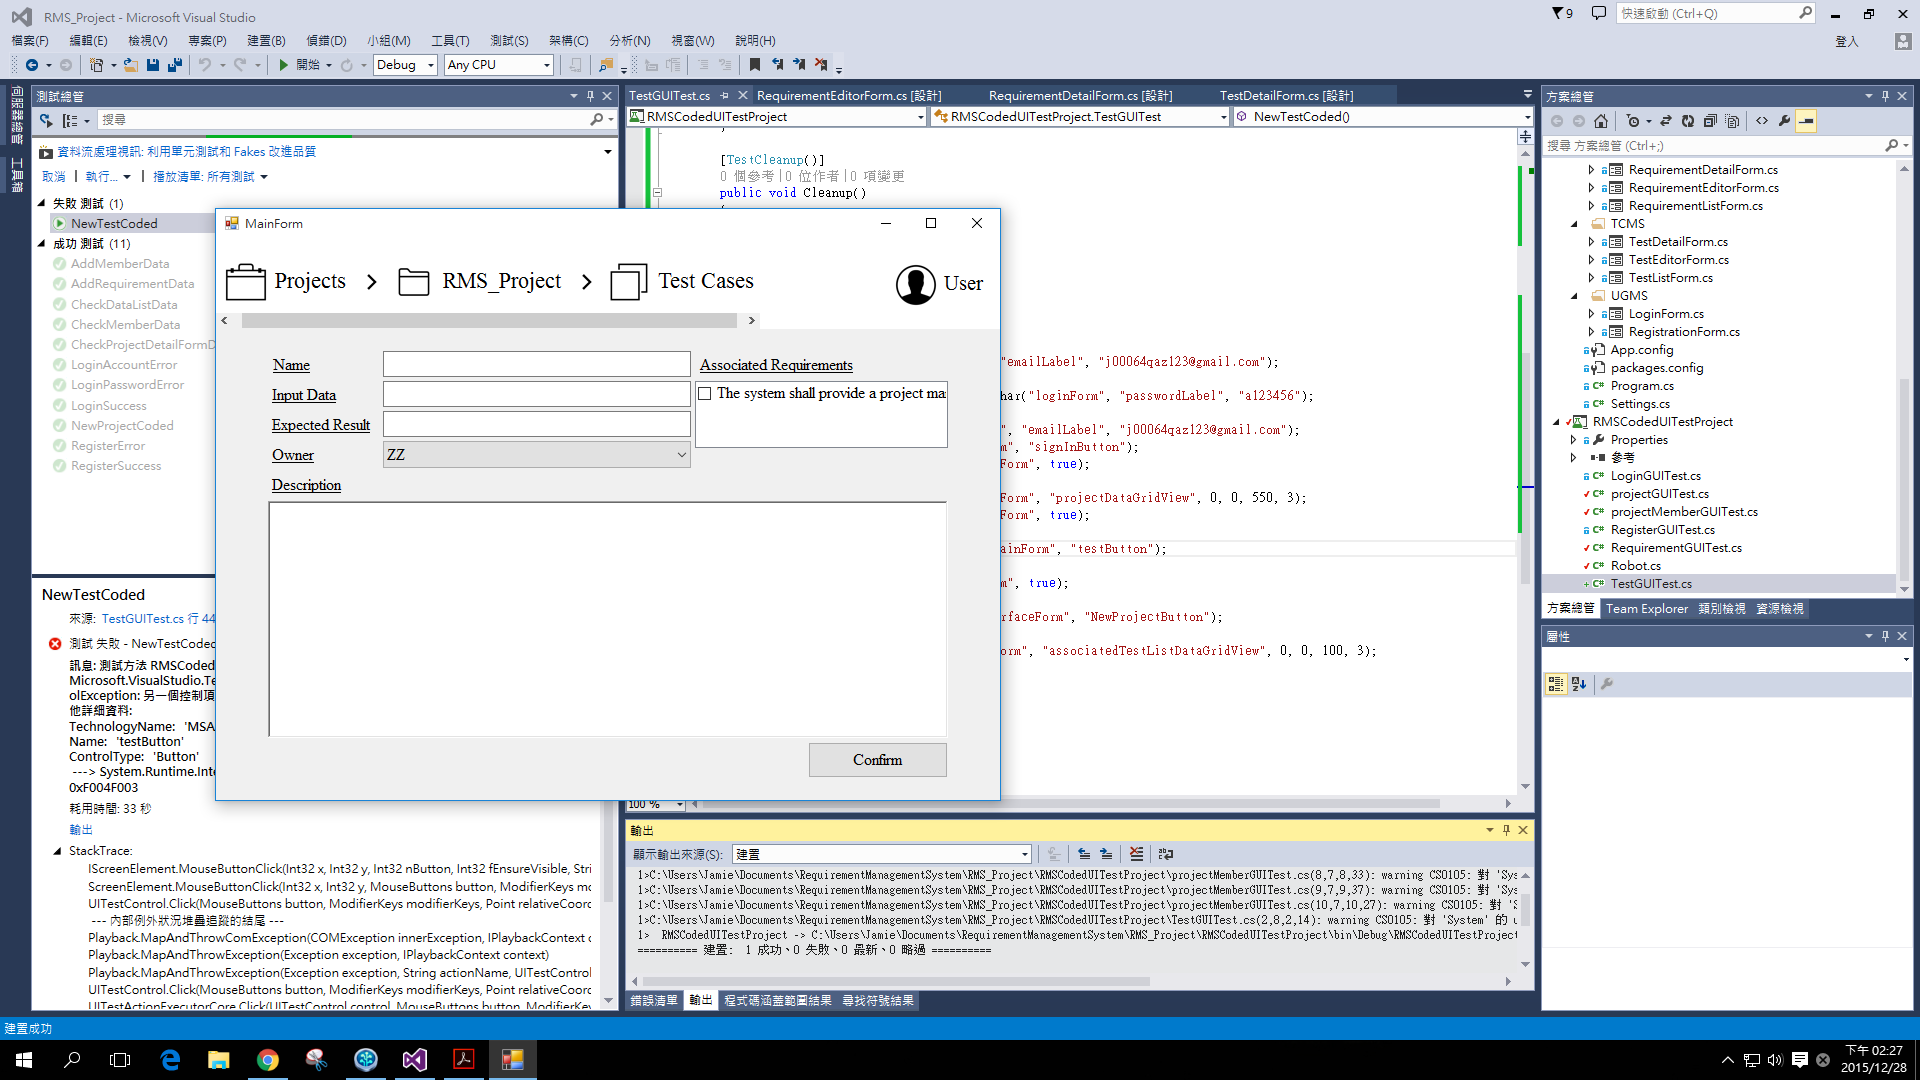 RMS_Project - Microsoft Visual Studio
9
快速啟動 (Ctrl+Q)
檔案(F) 編輯(E) 檢視(V) 專案(P) 建置(B) 偵錯(D) 小組(M) 工具(T) 測試(S) 架構(C) 分析(N) 視窗(W) 說明(H)
登入
開始 Debug Any CPU
伺服器總管
工具箱
測試總管
搜尋
資料流處理視訊: 利用單元測試和 Fakes 改進品質
取消 執行... 播放清單: 所有測試
失敗 測試 (1)
NewTestCoded
成功 測試 (11)
AddMemberData
AddRequirementData
CheckDataListData
CheckMemberData
CheckProjectDetailFormD
LoginAccountError
LoginPasswordError
LoginSuccess
NewProjectCoded
RegisterError
RegisterSuccess
NewTestCoded
來源: TestGUITest.cs 行 44
測試 失敗 - NewTestCoded
訊息: 測試方法 RMSCoded
Microsoft.VisualStudio.Te
olException: 另一個控制項
他詳細資料:
TechnologyName: 'MSA
Name: 'testButton'
ControlType: 'Button'
---> System.Runtime.Inte
0xF004F003
耗用時間: 33 秒
輸出
StackTrace:
IScreenElement.MouseButtonClick(Int32 x, Int32 y, Int32 nButton, Int32 fEnsureVisible, Stri
ScreenElement.MouseButtonClick(Int32 x, Int32 y, MouseButtons button, ModifierKeys mo
UITestControl.Click(MouseButtons button, ModifierKeys modifierKeys, Point relativeCoord
--- 內部例外狀況堆疊追蹤的結尾 ---
Playback.MapAndThrowComException(COMException innerException, IPlaybackContext c
Playback.MapAndThrowException(Exception exception, IPlaybackContext context)
Playback.MapAndThrowException(Exception exception, String actionName, UITestControl
UITestControl.Click(MouseButtons button, ModifierKeys modifierKeys, Point relativeCoord
UITestActionExecutorCore.Click(UITestControl control, MouseButtons button, ModifierKeys
MainForm
Projects RMS_Project Test Cases User
Name
Input Data
Expected Result
Owner ZZ
Description
Associated Requirements
The system shall provide a project ma
Confirm
TestGUITest.cs RequirementEditorForm.cs [設計] RequirementDetailForm.cs [設計] TestDetailForm.cs [設計]
RMSCodedUITestProject RMSCodedUITestProject.TestGUITest NewTestCoded()
[TestCleanup()]
0 個參考|0 位作者|0 項變更
public void Cleanup()
"emailLabel", "j00064qaz123@gmail.com");
har("loginForm", "passwordLabel", "a123456");
", "emailLabel", "j00064qaz123@gmail.com");
m", "signInButton");
Form", true);
Form", "projectDataGridView", 0, 0, 550, 3);
Form", true);
ainForm", "testButton");
m", true);
rfaceForm", "NewProjectButton");
orm", "associatedTestListDataGridView", 0, 0, 100, 3);
100 %
輸出
顯示輸出來源(S): 建置
1>C:\Users\Jamie\Documents\RequirementManagementSystem\RMS_Project\RMSCodedUITestProject\projectMemberGUITest.cs(8,7,8,33): warning CS0105: 對 'Sys
1>C:\Users\Jamie\Documents\RequirementManagementSystem\RMS_Project\RMSCodedUITestProject\projectMemberGUITest.cs(9,7,9,37): warning CS0105: 對 'Sys
1>C:\Users\Jamie\Documents\RequirementManagementSystem\RMS_Project\RMSCodedUITestProject\projectMemberGUITest.cs(10,7,10,27): warning CS0105: 對 'S
1>C:\Users\Jamie\Documents\RequirementManagementSystem\RMS_Project\RMSCodedUITestProject\TestGUITest.cs(2,8,2,14): warning CS0105: 對 'System' 的 u
1> RMSCodedUITestProject -> C:\Users\Jamie\Documents\RequirementManagementSystem\RMS_Project\RMSCodedUITestProject\bin\Debug\RMSCodedUITestProject
========== 建置: 1 成功、0 失敗、0 最新、0 略過 ==========
錯誤清單 輸出 程式碼涵蓋範圍結果 尋找符號結果
方案總管
搜尋 方案總管 (Ctrl+;)
RequirementDetailForm.cs
RequirementEditorForm.cs
RequirementListForm.cs
TCMS
TestDetailForm.cs
TestEditorForm.cs
TestListForm.cs
UGMS
LoginForm.cs
RegistrationForm.cs
App.config
packages.config
Program.cs
Settings.cs
RMSCodedUITestProject
Properties
參考
LoginGUITest.cs
projectGUITest.cs
projectMemberGUITest.cs
RegisterGUITest.cs
RequirementGUITest.cs
Robot.cs
TestGUITest.cs
方案總管 Team Explorer 類別檢視 資源檢視
屬性
建置成功
下午 02:27
2015/12/28